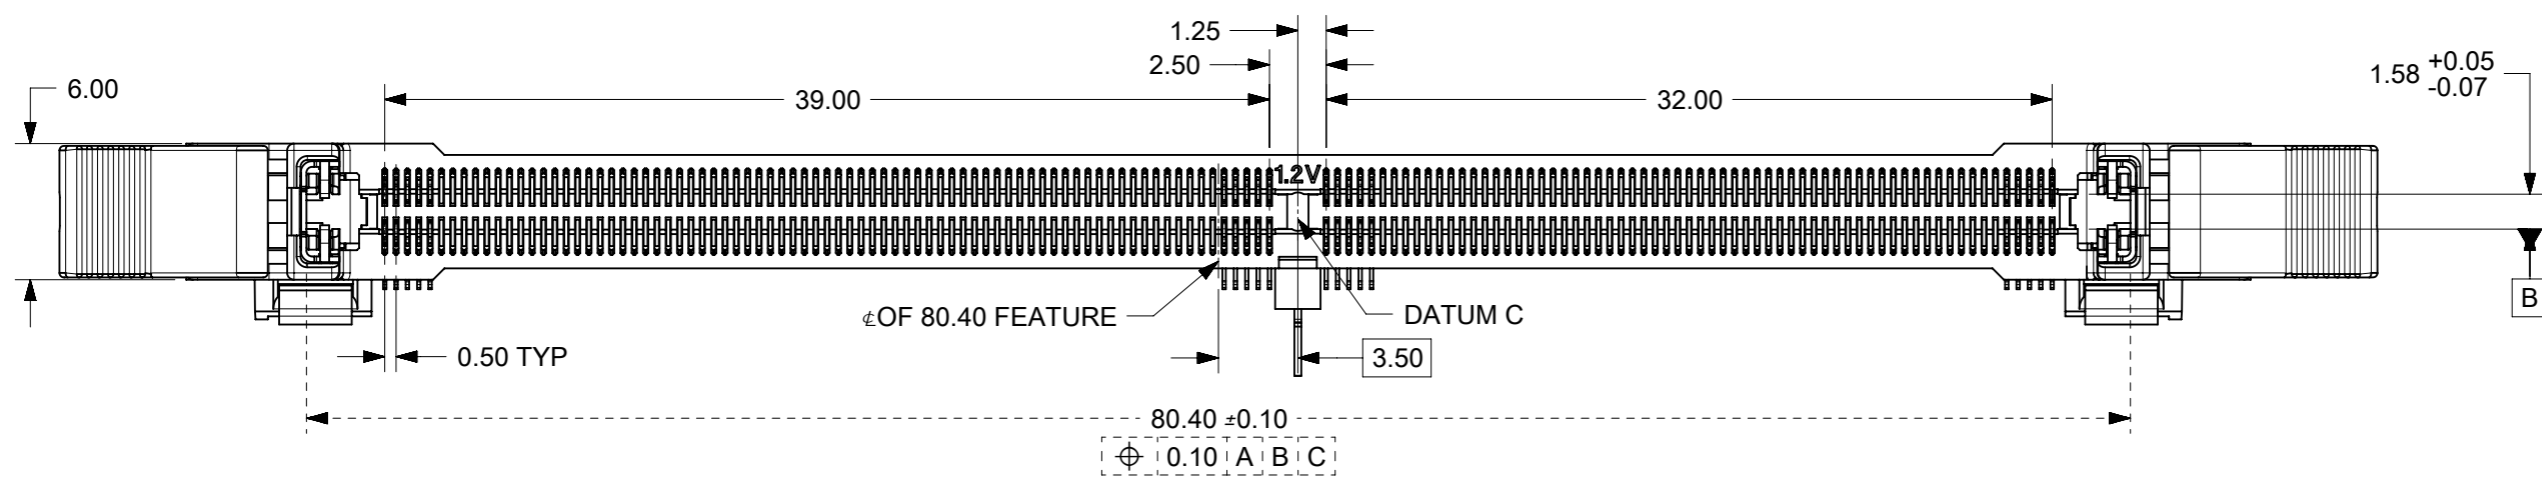 1.25
2.50
6.00
39.00
32.00
1.58 +0.05 -0.07
1.2V
B
℄OF 80.40 FEATURE
DATUM C
0.50 TYP
3.50
80.40 ±0.10
⌖ 0.10 A B C